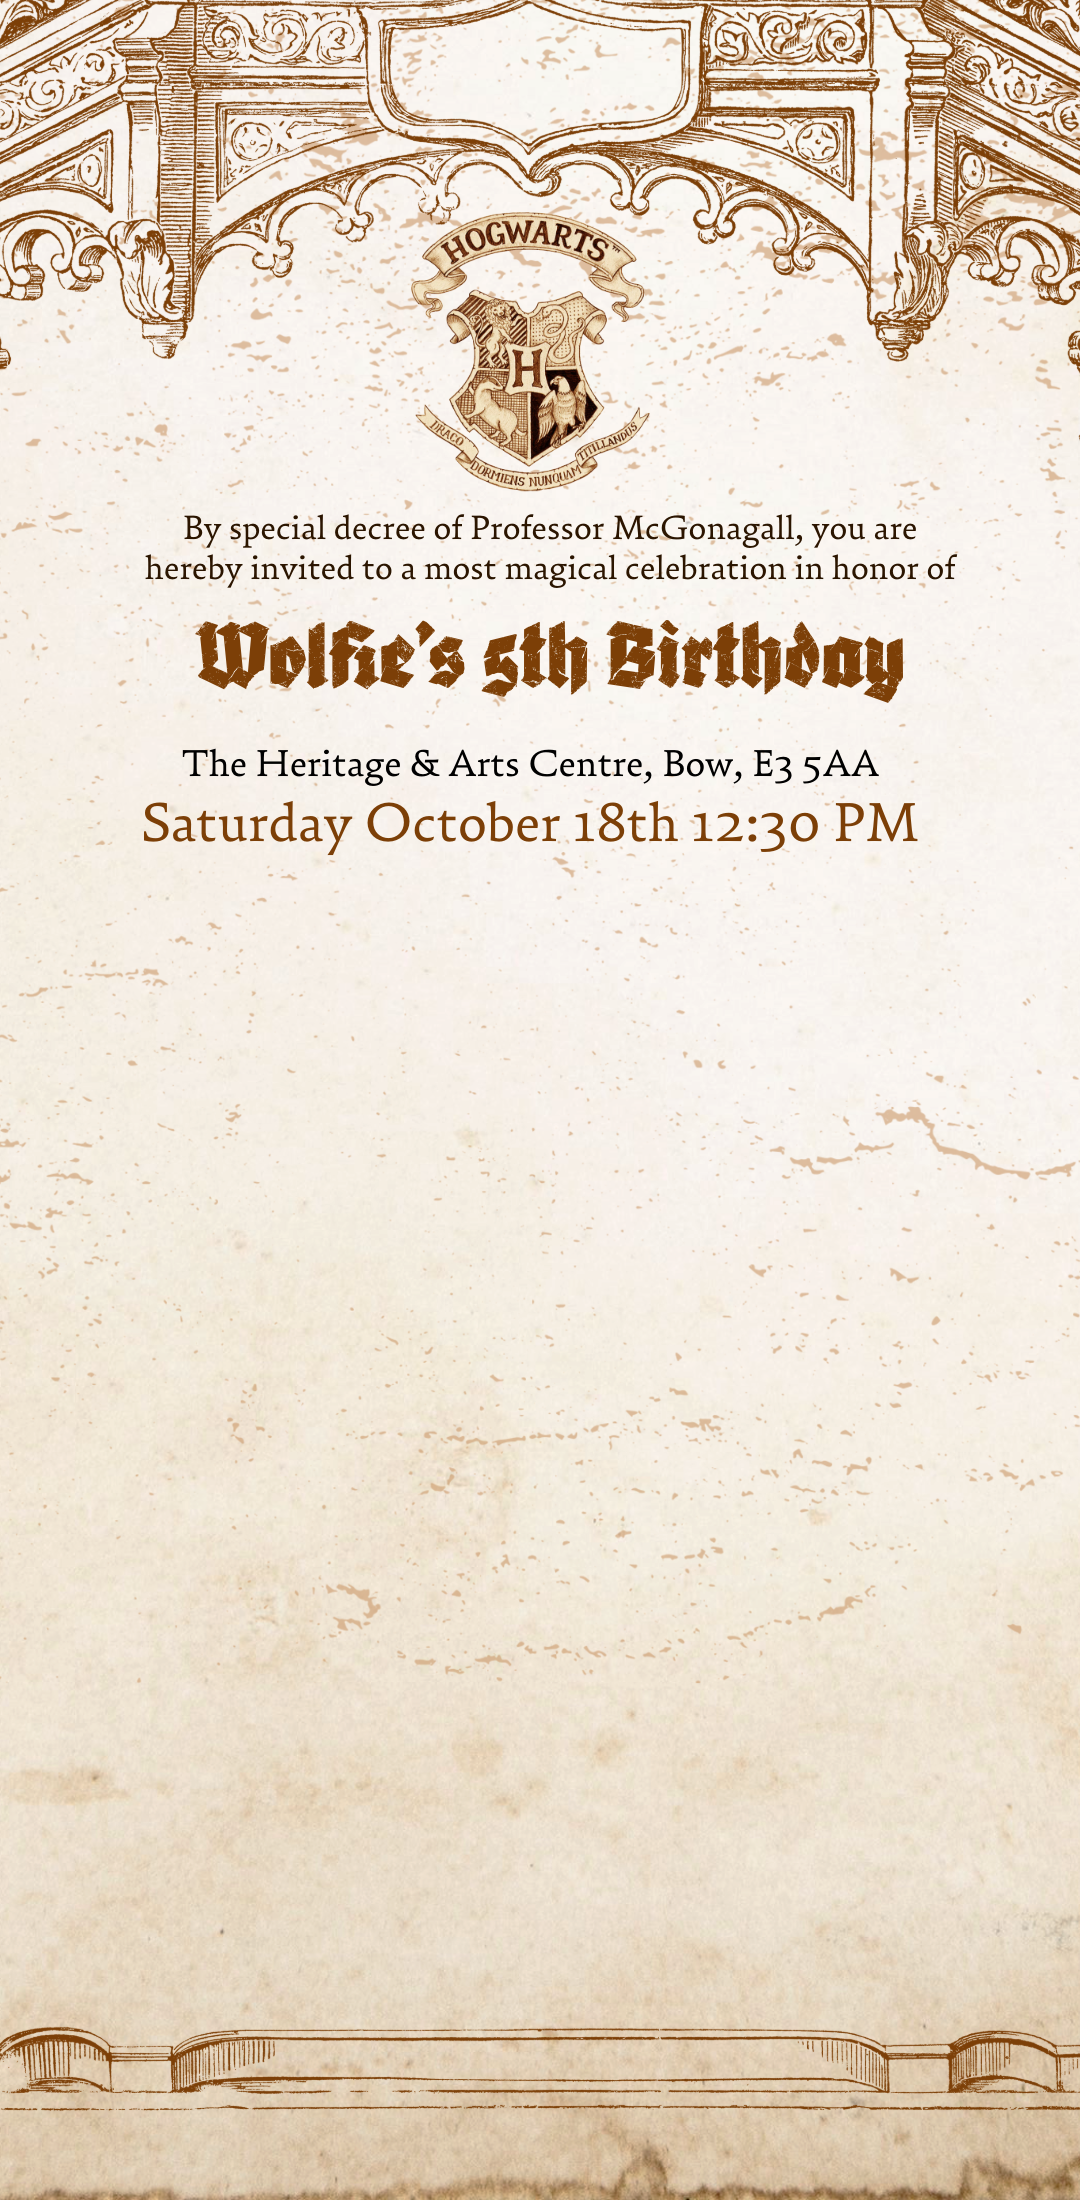 HOGWARTS™
H
DRACO DORMIENS NUNQUAM TITILLANDUS
By special decree of Professor McGonagall, you are
hereby invited to a most magical celebration in honor of
Wolfie's 5th Birthday
The Heritage & Arts Centre, Bow, E3 5AA
Saturday October 18th 12:30 PM